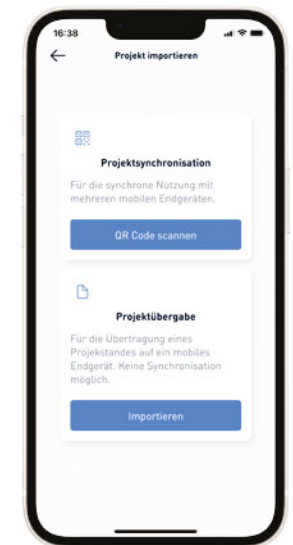 16:38
Projekt importieren
Projektsynchronisation
Für die synchrone Nutzung mit
mehreren mobilen Endgeräten.
QR Code scannen
Projektübergabe
Für die Übertragung eines
Projekstandes auf ein mobiles
Endgerät. Keine Synchronisation
möglich.
Importieren